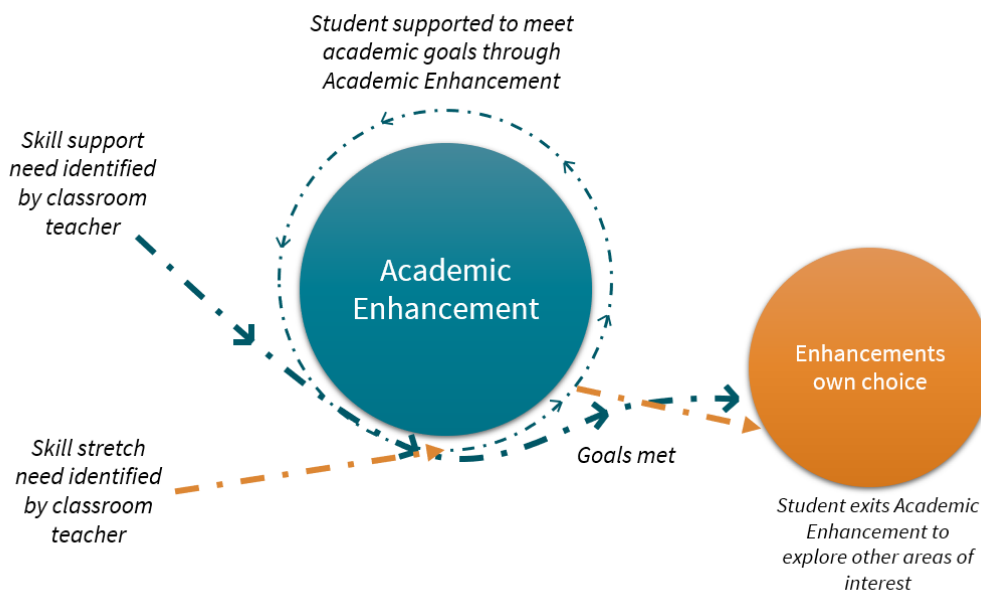 Student supported to meet
academic goals through
Academic Enhancement
Skill support
need identified
by classroom
teacher
Academic
Enhancement
Enhancements
own choice
Skill stretch
need identified
by classroom
teacher
Goals met
Student exits Academic
Enhancement to
explore other areas of
interest